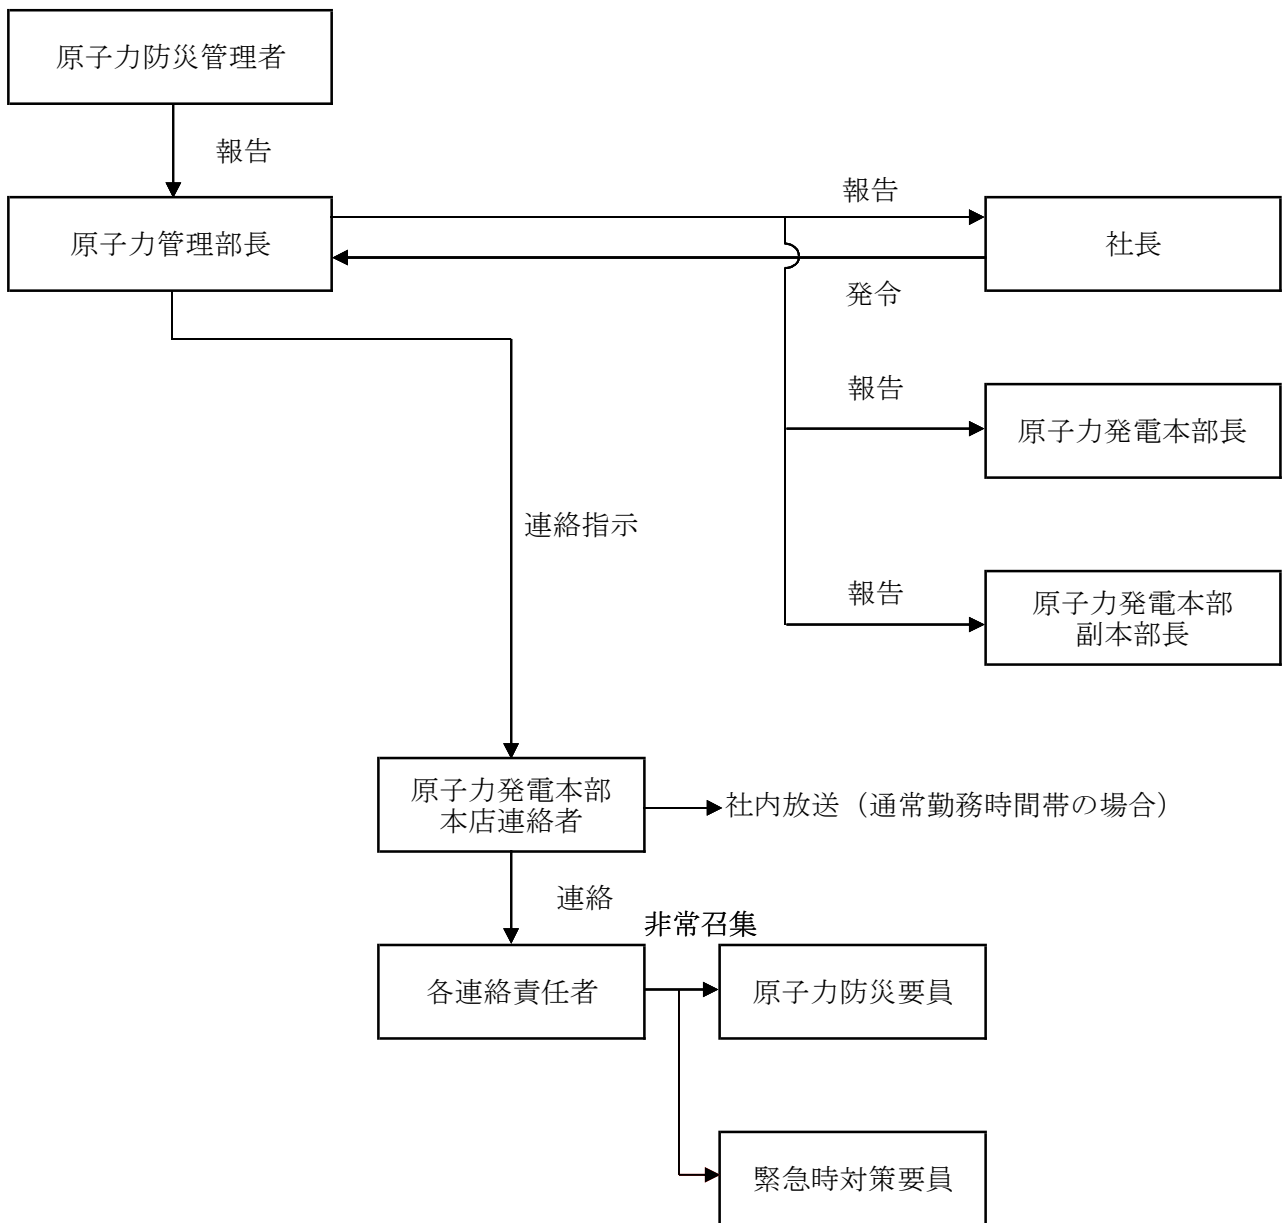 原子力防災管理者
報告
報告
原子力管理部長
社長
発令
報告
原子力発電本部長
連絡指示
報告
原子力発電本部
副本部長
原子力発電本部
本店連絡者
社内放送（通常勤務時間帯の場合）
連絡
非常召集
各連絡責任者
原子力防災要員
緊急時対策要員